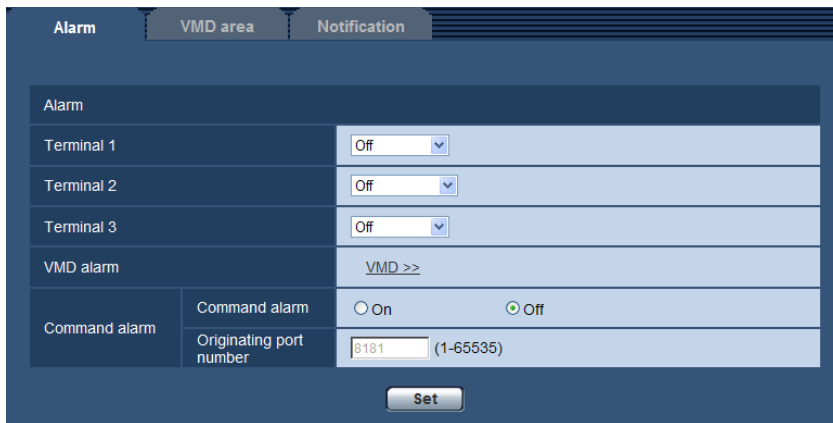 Alarm VMD area Notification
Alarm
Terminal 1 Off
Terminal 2 Off
Terminal 3 Off
VMD alarm VMD >>
Command alarm Command alarm On Off
Originating port number 8181 (1-65535)
Set